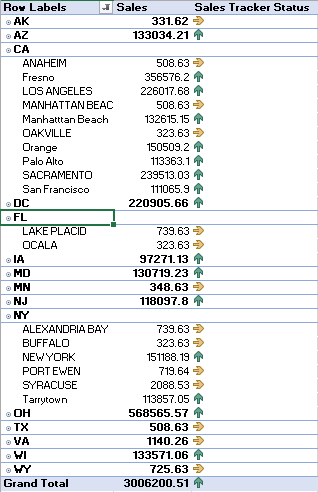 Row Labels Sales Sales Tracker Status
AK 331.62
AZ 133034.21
CA
ANAHEIM 508.63
Fresno 356576.2
LOS ANGELES 226017.68
MANHATTAN BEAC 508.63
Manhatttan Beach 132615.15
OAKVILLE 323.63
Orange 150509.2
Palo Alto 113363.1
SACRAMENTO 239513.03
San Francisco 111065.9
DC 220905.66
FL
LAKE PLACID 739.63
OCALA 323.63
IA 97271.13
MD 130719.23
MN 348.63
NJ 118097.8
NY
ALEXANDRIA BAY 739.63
BUFFALO 323.63
NEW YORK 151188.19
PORT EWEN 719.64
SYRACUSE 2088.53
Tarrytown 113857.05
OH 568565.57
TX 508.63
VA 1140.26
WI 133571.06
WY 725.63
Grand Total 3006200.51